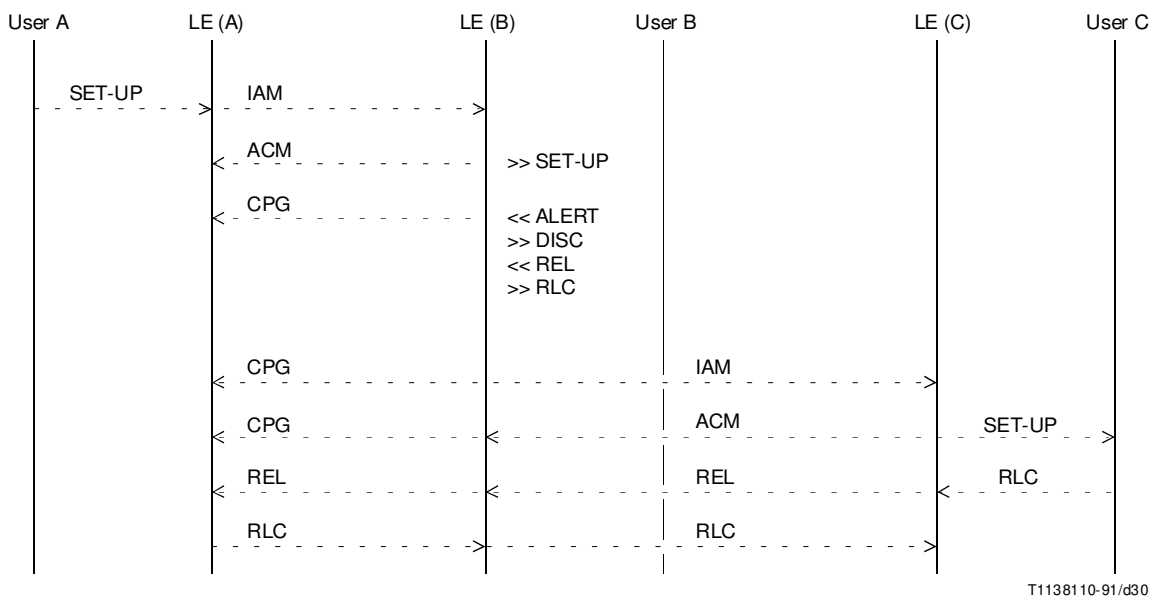 User A LE (A) LE (B) User B LE (C) User C
SET-UP IAM
ACM >> SET-UP
CPG << ALERT
>> DISC
<< REL
>> RLC
CPG IAM
CPG ACM SET-UP
REL REL RLC
RLC RLC
T1138110-91/d30